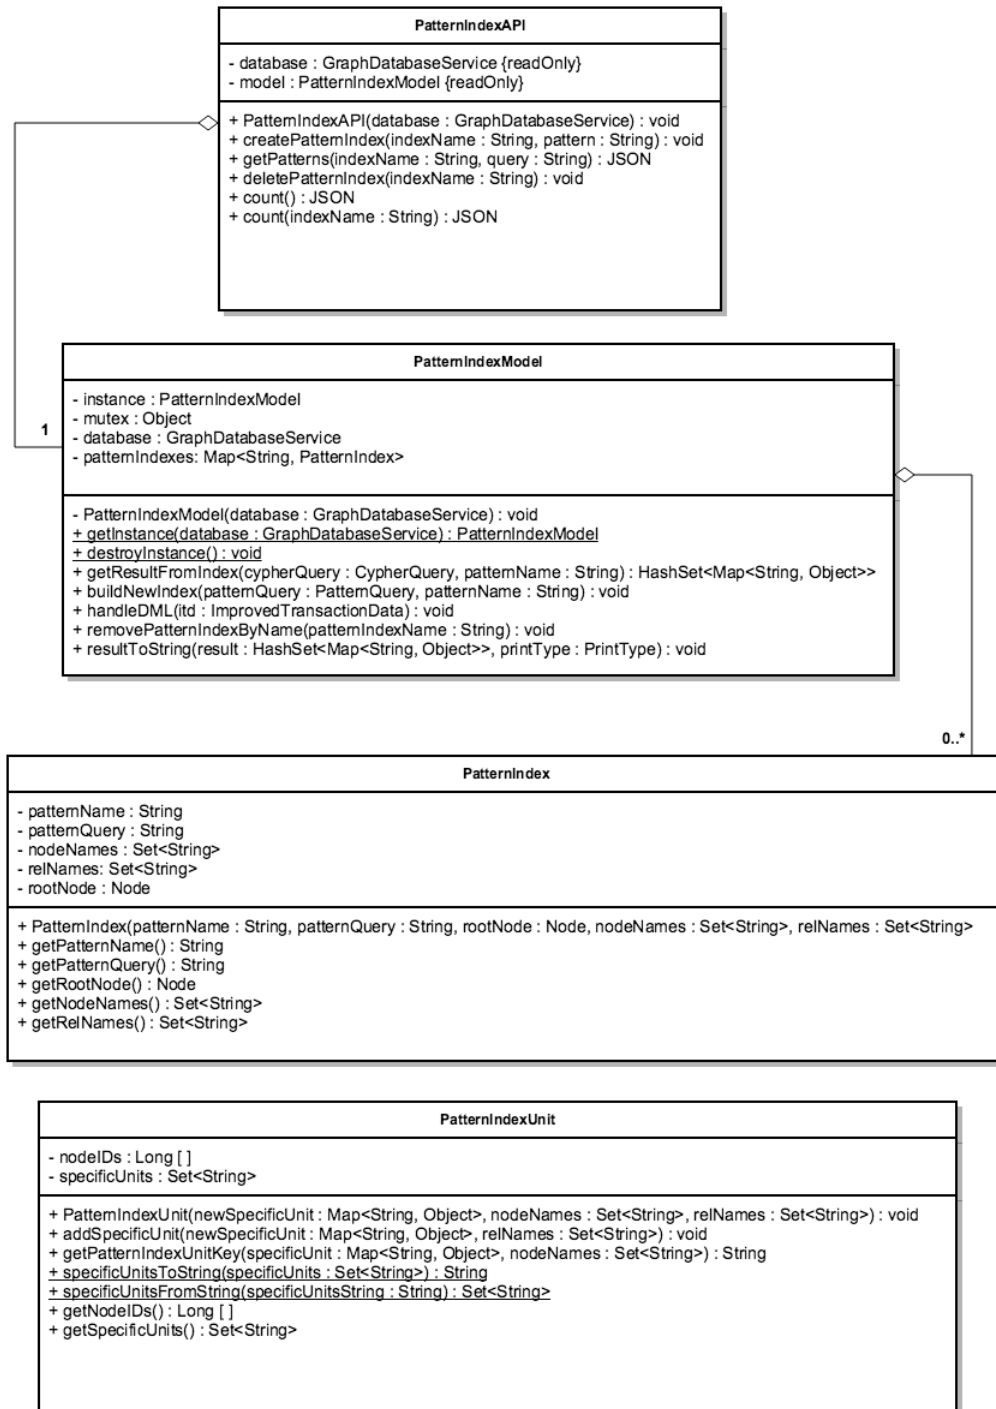 PatternIndexAPI
- database : GraphDatabaseService {readOnly}
- model : PatternIndexModel {readOnly}
+ PatternIndexAPI(database : GraphDatabaseService) : void
+ createPatternIndex(indexName : String, pattern : String) : void
+ getPatterns(indexName : String, query : String) : JSON
+ deletePatternIndex(indexName : String) : void
+ count() : JSON
+ count(indexName : String) : JSON
PatternIndexModel
- instance : PatternIndexModel
- mutex : Object
- database : GraphDatabaseService
- patternIndexes: Map<String, PatternIndex>
1
- PatternIndexModel(database : GraphDatabaseService) : void
+ getInstance(database : GraphDatabaseService) : PatternIndexModel
+ destroyInstance() : void
+ getResultFromIndex(cypherQuery : CypherQuery, patternName : String) : HashSet<Map<String, Object>>
+ buildNewIndex(patternQuery : PatternQuery, patternName : String) : void
+ handleDML(itd : ImprovedTransactionData) : void
+ removePatternIndexByName(patternIndexName : String) : void
+ resultToString(result : HashSet<Map<String, Object>>, printType : PrintType) : void
0..*
PatternIndex
- patternName : String
- patternQuery : String
- nodeNames : Set<String>
- relNames: Set<String>
- rootNode : Node
+ PatternIndex(patternName : String, patternQuery : String, rootNode : Node, nodeNames : Set<String>, relNames : Set<String>
+ getPatternName() : String
+ getPatternQuery() : String
+ getRootNode() : Node
+ getNodeNames() : Set<String>
+ getRelNames() : Set<String>
PatternIndexUnit
- nodeIDs : Long [ ]
- specificUnits : Set<String>
+ PatternIndexUnit(newSpecificUnit : Map<String, Object>, nodeNames : Set<String>, relNames : Set<String>) : void
+ addSpecificUnit(newSpecificUnit : Map<String, Object>, relNames : Set<String>) : void
+ getPatternIndexUnitKey(specificUnit : Map<String, Object>, nodeNames : Set<String>) : String
+ specificUnitsToString(specificUnits : Set<String>) : String
+ specificUnitsFromString(specificUnitsString : String) : Set<String>
+ getNodeIDs() : Long [ ]
+ getSpecificUnits() : Set<String>